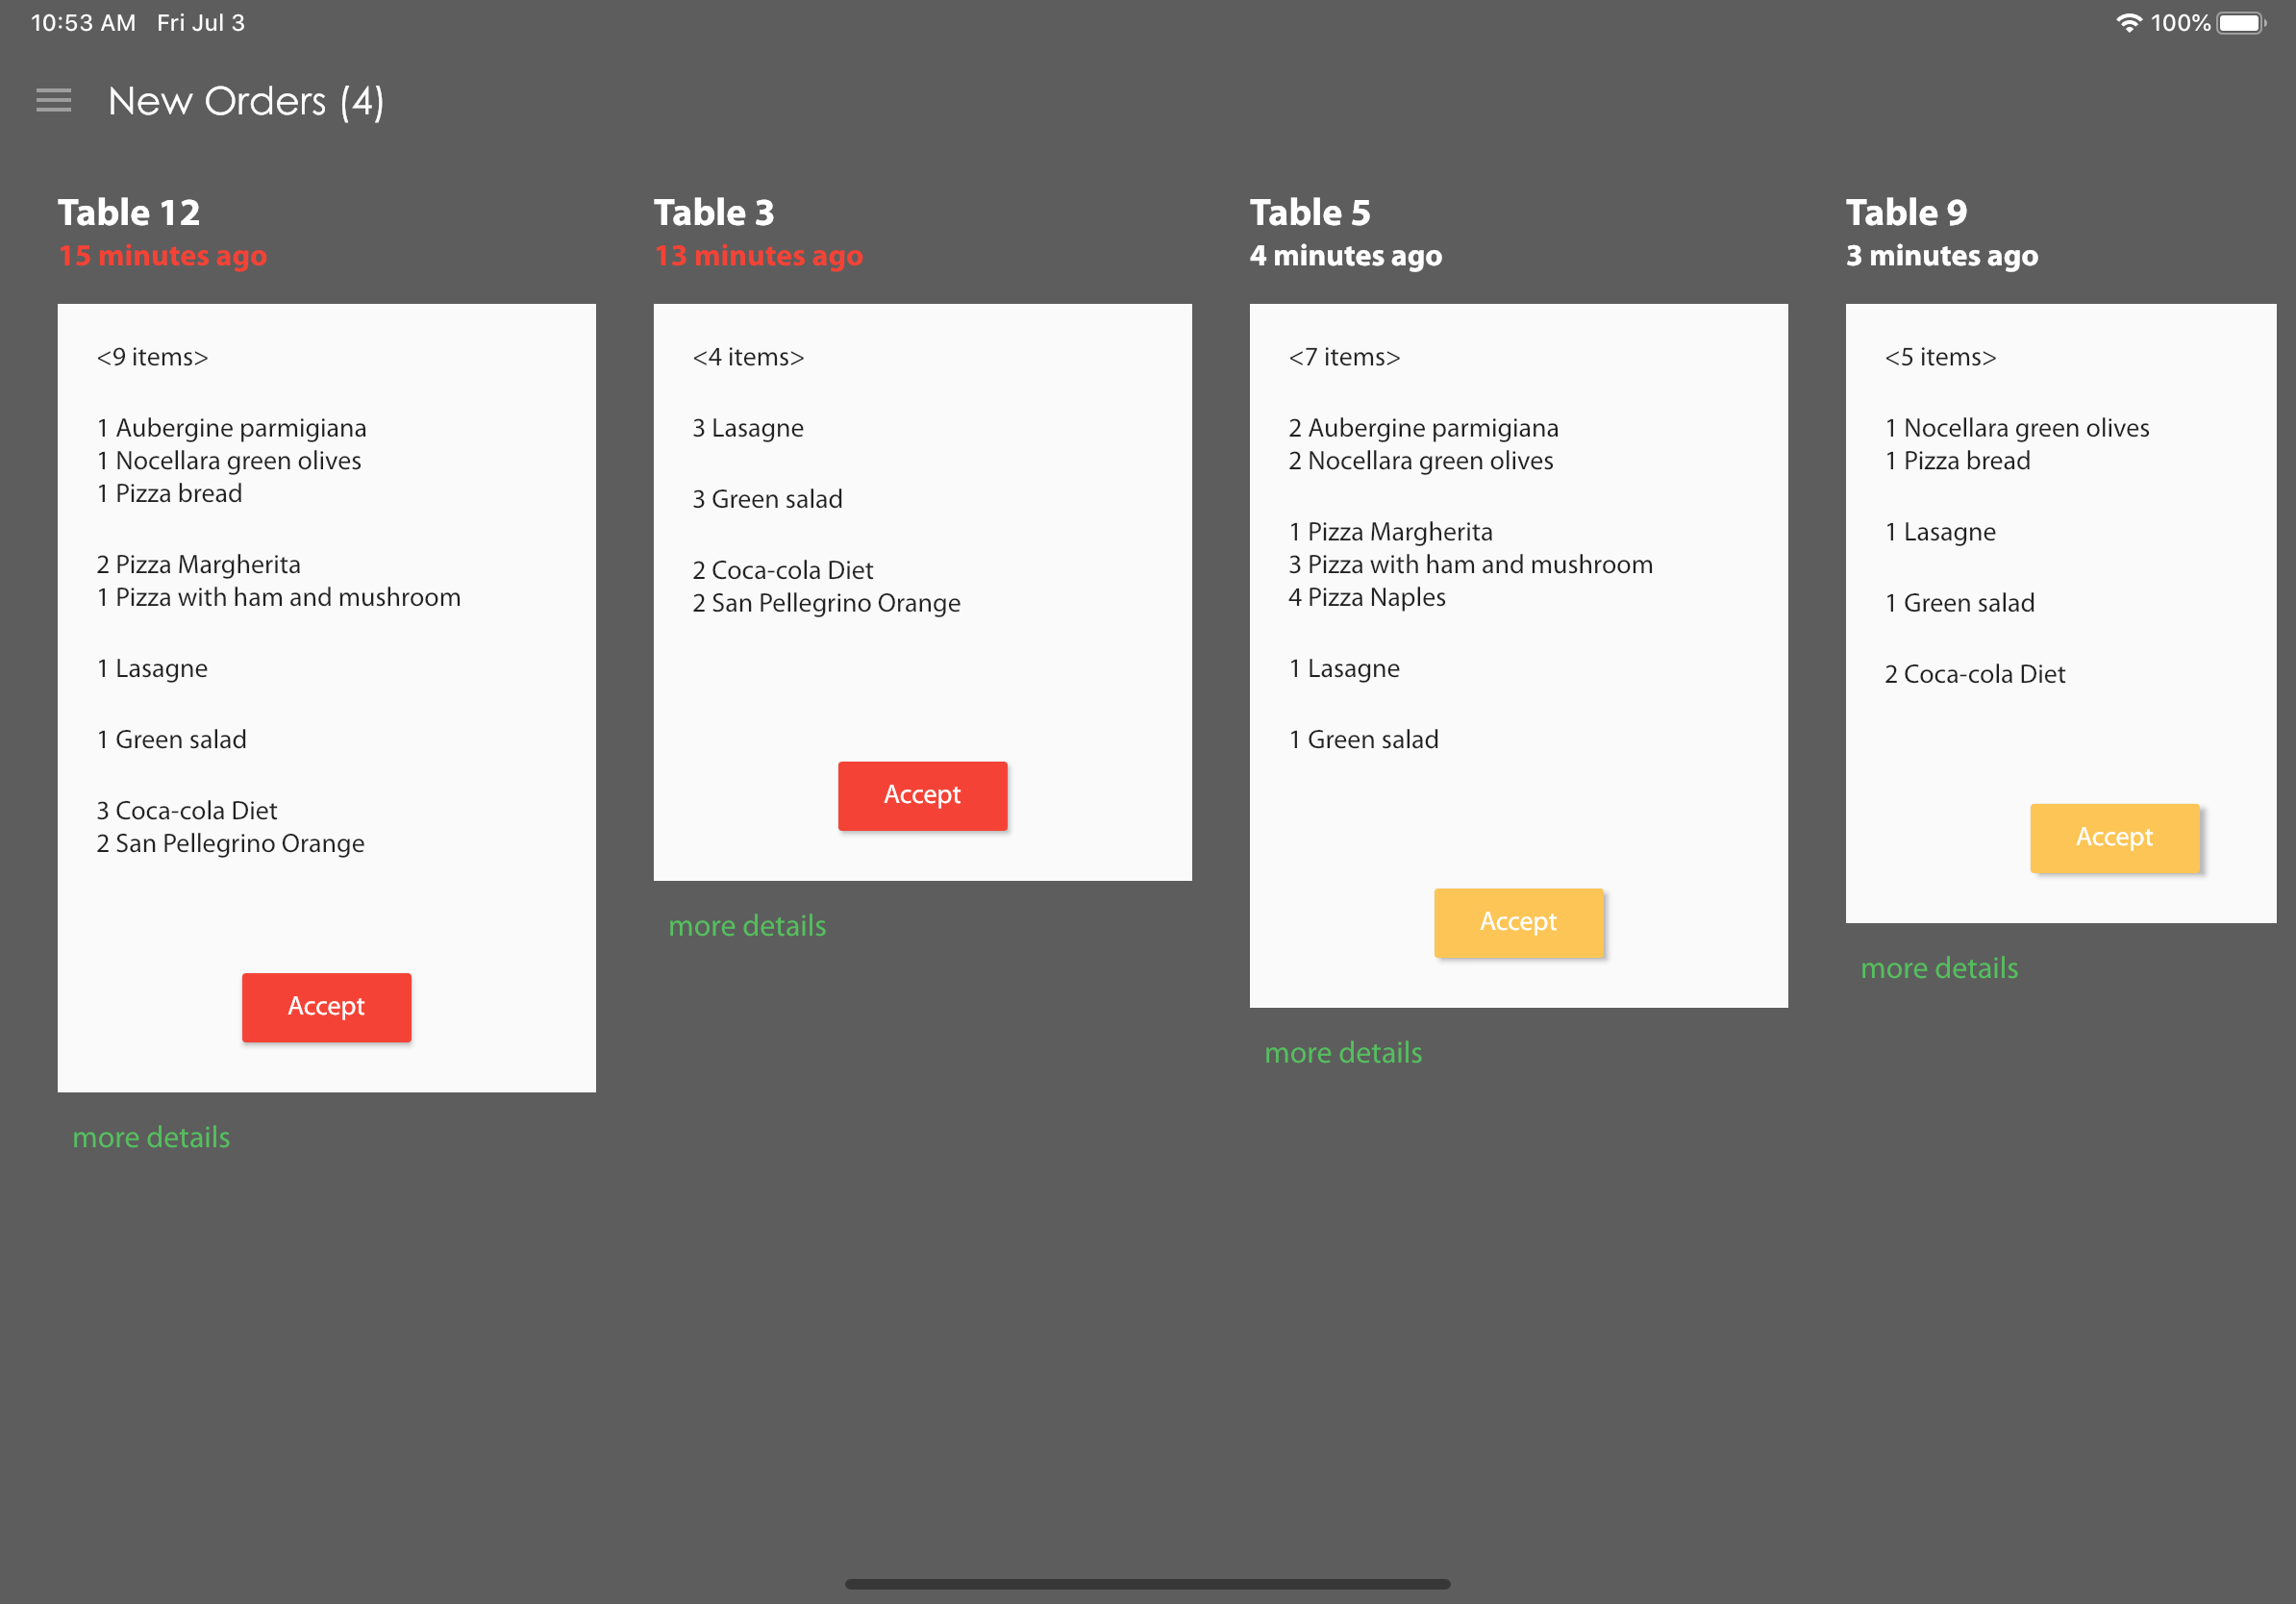 10:53 AM Fri Jul 3
100%
New Orders (4)
Table 12
15 minutes ago
<9 items>
1 Aubergine parmigiana
1 Nocellara green olives
1 Pizza bread
2 Pizza Margherita
1 Pizza with ham and mushroom
1 Lasagne
1 Green salad
3 Coca-cola Diet
2 San Pellegrino Orange
Accept
more details
Table 3
13 minutes ago
<4 items>
3 Lasagne
3 Green salad
2 Coca-cola Diet
2 San Pellegrino Orange
Accept
more details
Table 5
4 minutes ago
<7 items>
2 Aubergine parmigiana
2 Nocellara green olives
1 Pizza Margherita
3 Pizza with ham and mushroom
4 Pizza Naples
1 Lasagne
1 Green salad
Accept
more details
Table 9
3 minutes ago
<5 items>
1 Nocellara green olives
1 Pizza bread
1 Lasagne
1 Green salad
2 Coca-cola Diet
Accept
more details